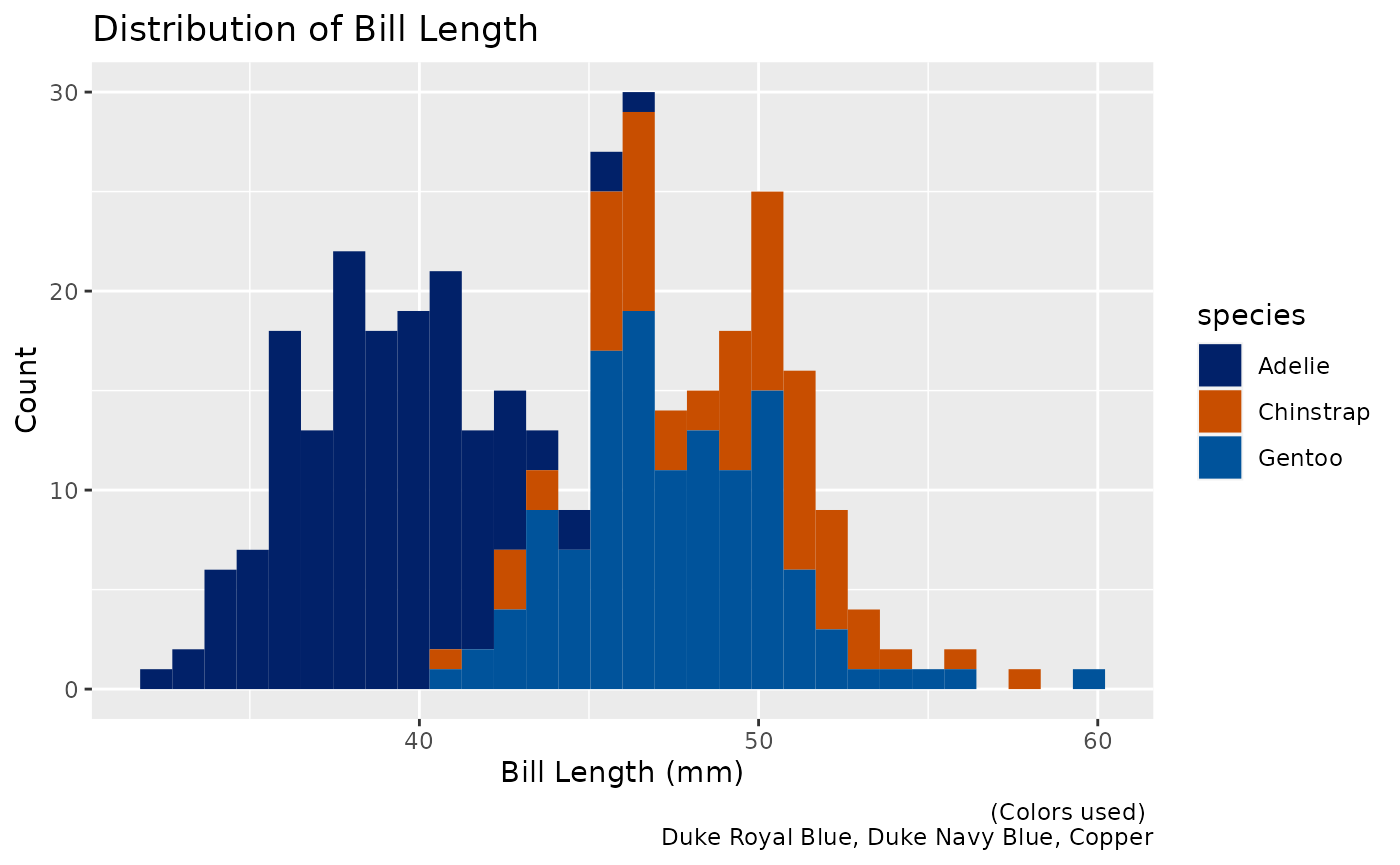 Distribution of Bill Length
30
20
10
0
Count
40
50
60
Bill Length (mm)
species
Adelie
Chinstrap
Gentoo
(Colors used)
Duke Royal Blue, Duke Navy Blue, Copper